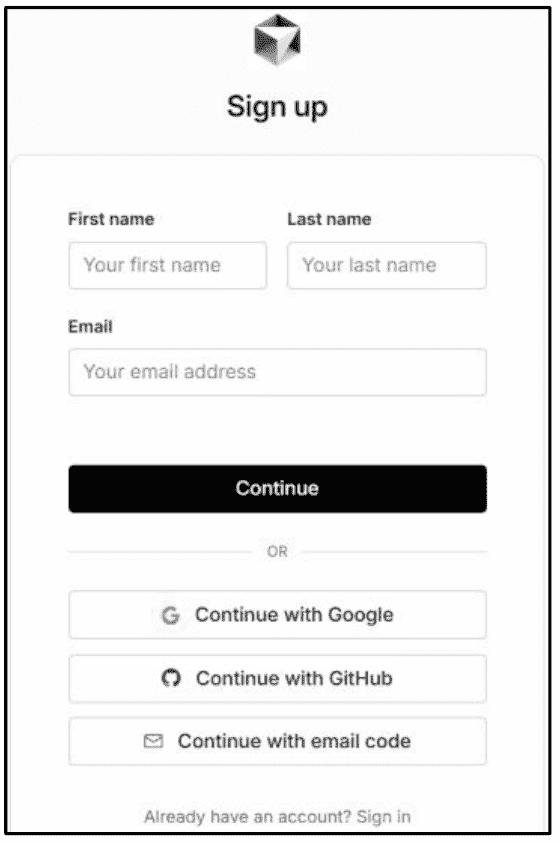 Sign up
First name Last name
Your first name Your last name
Email
Your email address
Continue
OR
Continue with Google
Continue with GitHub
Continue with email code
Already have an account? Sign in